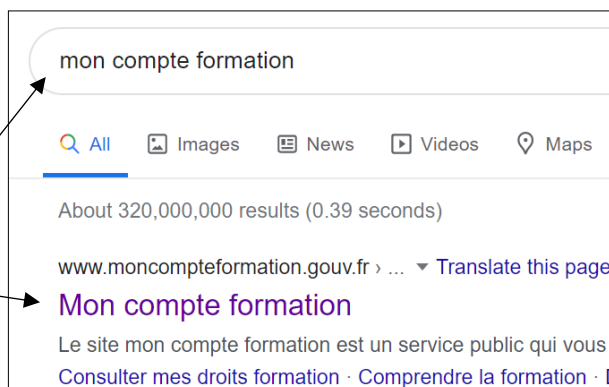 mon compte formation
All Images News Videos Maps
About 320,000,000 results (0.39 seconds)
www.moncompteformation.gouv.fr › ... ▼ Translate this page
Mon compte formation
Le site mon compte formation est un service public qui vous
Consulter mes droits formation · Comprendre la formation ·